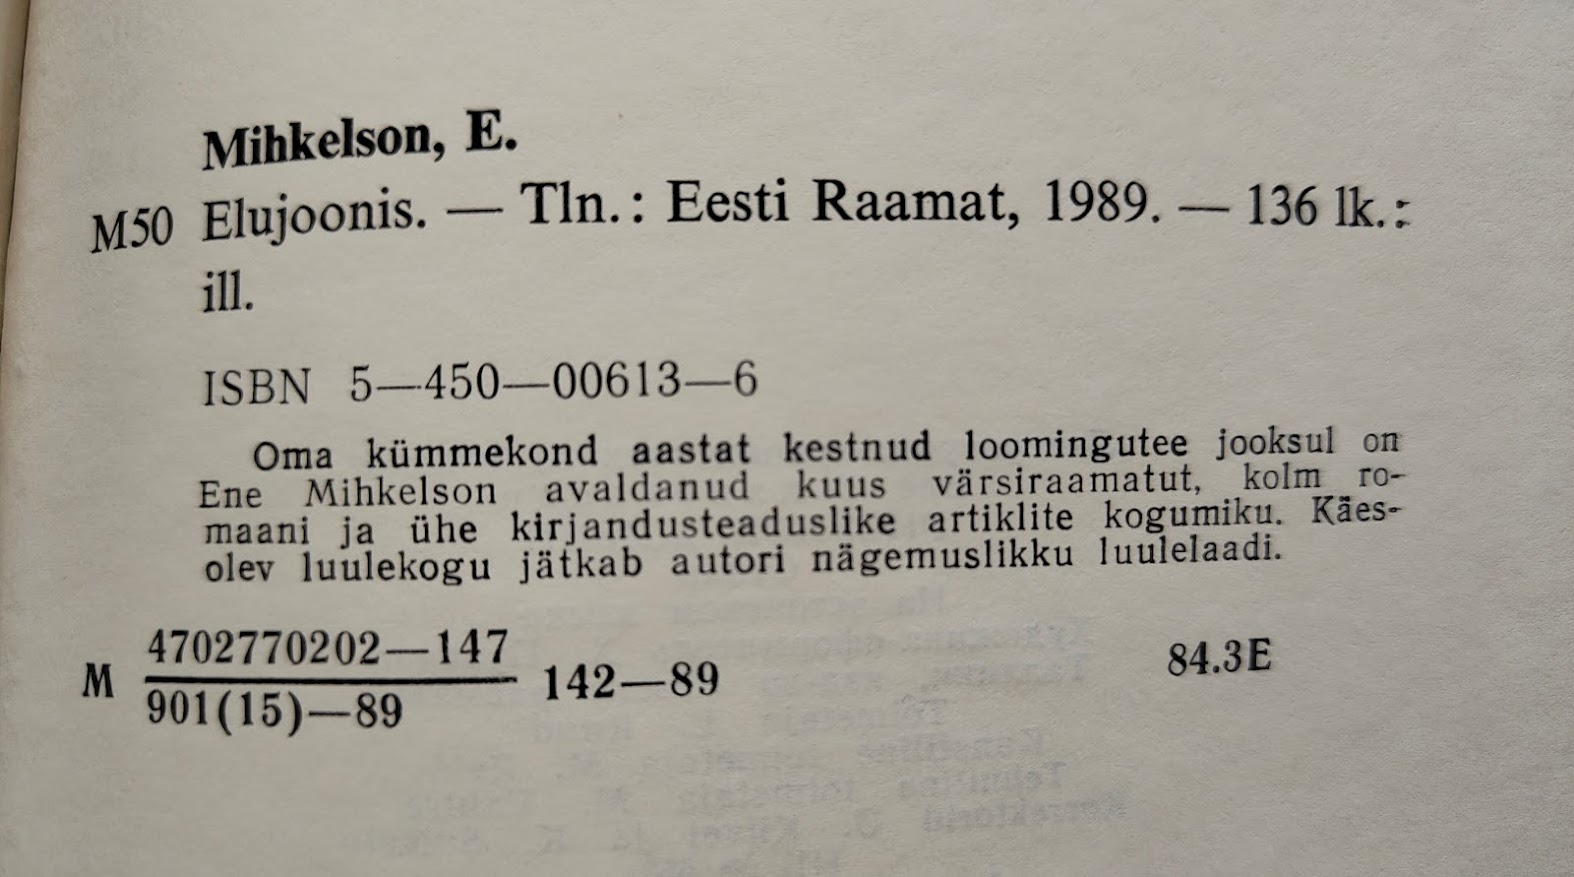 Mihkelson, E.
M50 Elujoonis. — Tln.: Eesti Raamat, 1989. — 136 lk.:
ill.
ISBN 5—450—00613—6
Oma kümmekond aastat kestnud loomingutee jooksul on
Ene Mihkelson avaldanud kuus värsiraamatut, kolm ro-
maani ja ühe kirjandusteaduslike artiklite kogumiku. Käes-
olev luulekogu jätkab autori nägemuslikku luulelaadi.
M 4702770202—147
901(15)—89 142—89 84.3E